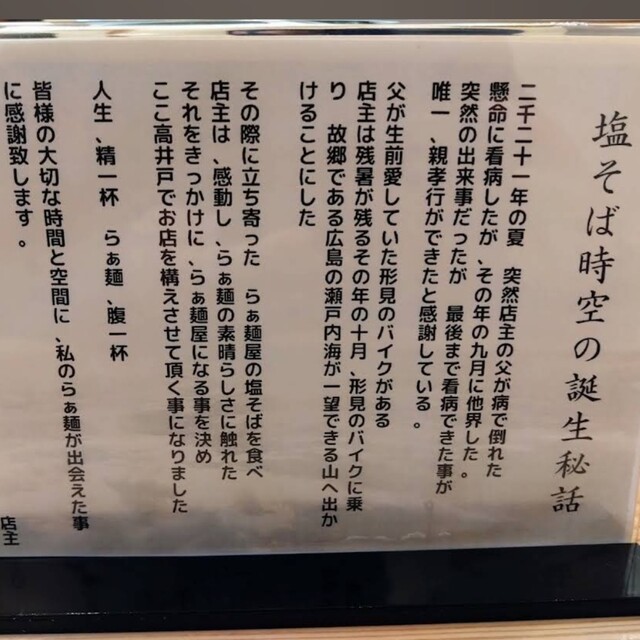 塩そば時空の誕生秘話
二千二十一年の夏　突然店主の父が病で倒れた
懸命に看病したが、その年の九月に他界した。
突然の出来事だったが　最後まで看病できた事が
唯一、親孝行ができたと感謝している。
父が生前愛していた形見のバイクがある
店主は残暑が残るその年の十月、形見のバイクに乗
り　故郷である広島の瀬戸内海が一望できる山へ出か
けることにした
その際に立ち寄った　らぁ麺屋の塩そばを食べ
店主は、感動し、らぁ麺の素晴らしさに触れた
それをきっかけに、らぁ麺屋になる事を決め
ここ高井戸でお店を構えさせて頂く事になりました
人生、精一杯　らぁ麺、腹一杯
皆様の大切な時間と空間に、私のらぁ麺が出会えた事
に感謝致します。
店主